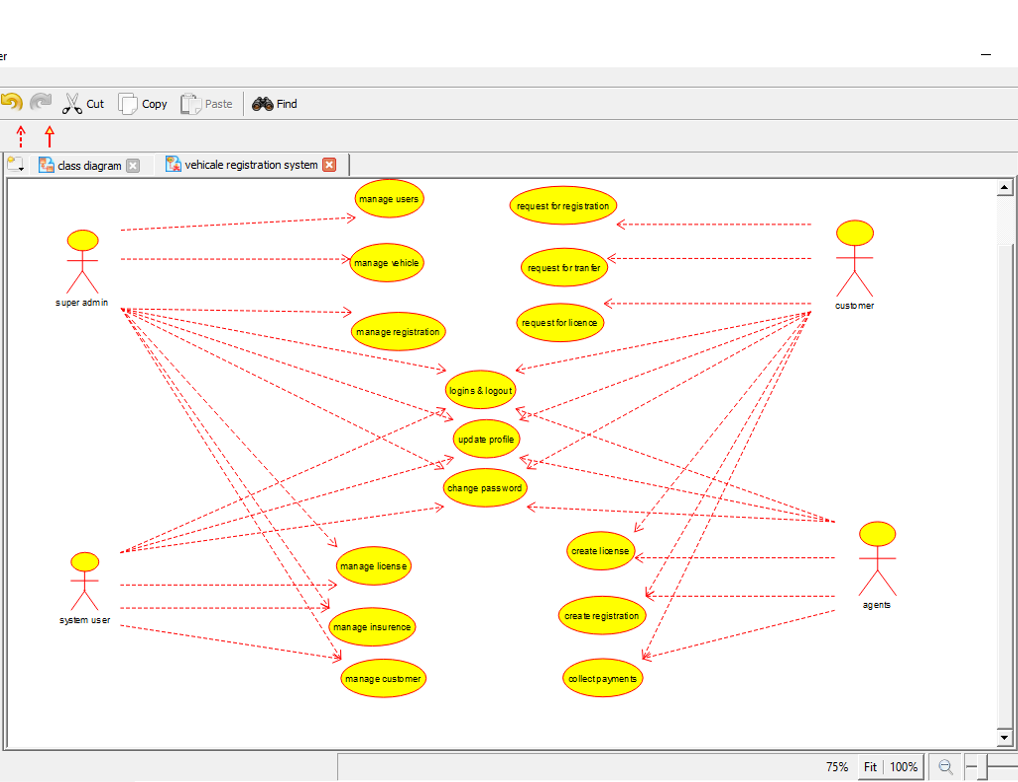 er
Cut
Copy
Paste
Find
class diagram
vehicale registration system
manage users
request for registration
manage vehicle
request for tranfer
super admin
customer
manage registration
request for licence
logins & logout
update profile
change password
create license
manage license
system user
agents
create registration
manage insurence
manage customer
collect payments
75%
Fit
100%